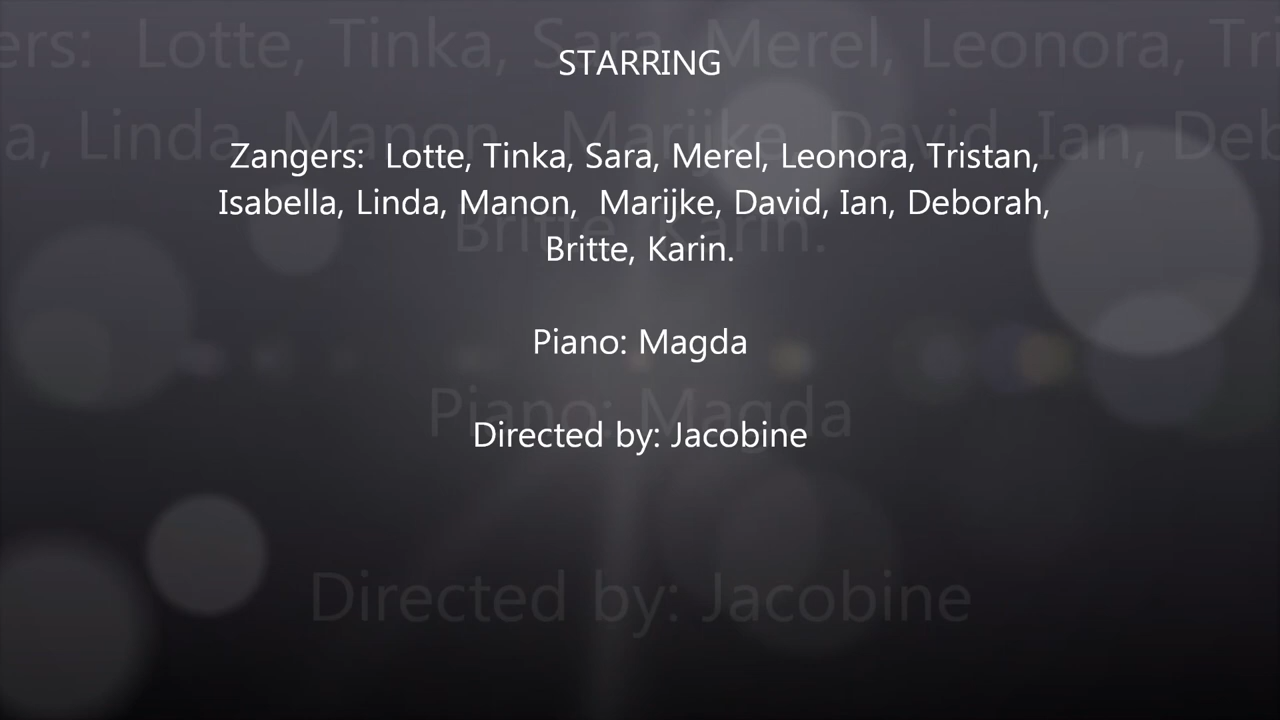 STARRING
Zangers:  Lotte, Tinka, Sara, Merel, Leonora, Tristan,
Isabella, Linda, Manon,  Marijke, David, Ian, Deborah,
Britte, Karin.
Piano: Magda
Directed by: Jacobine